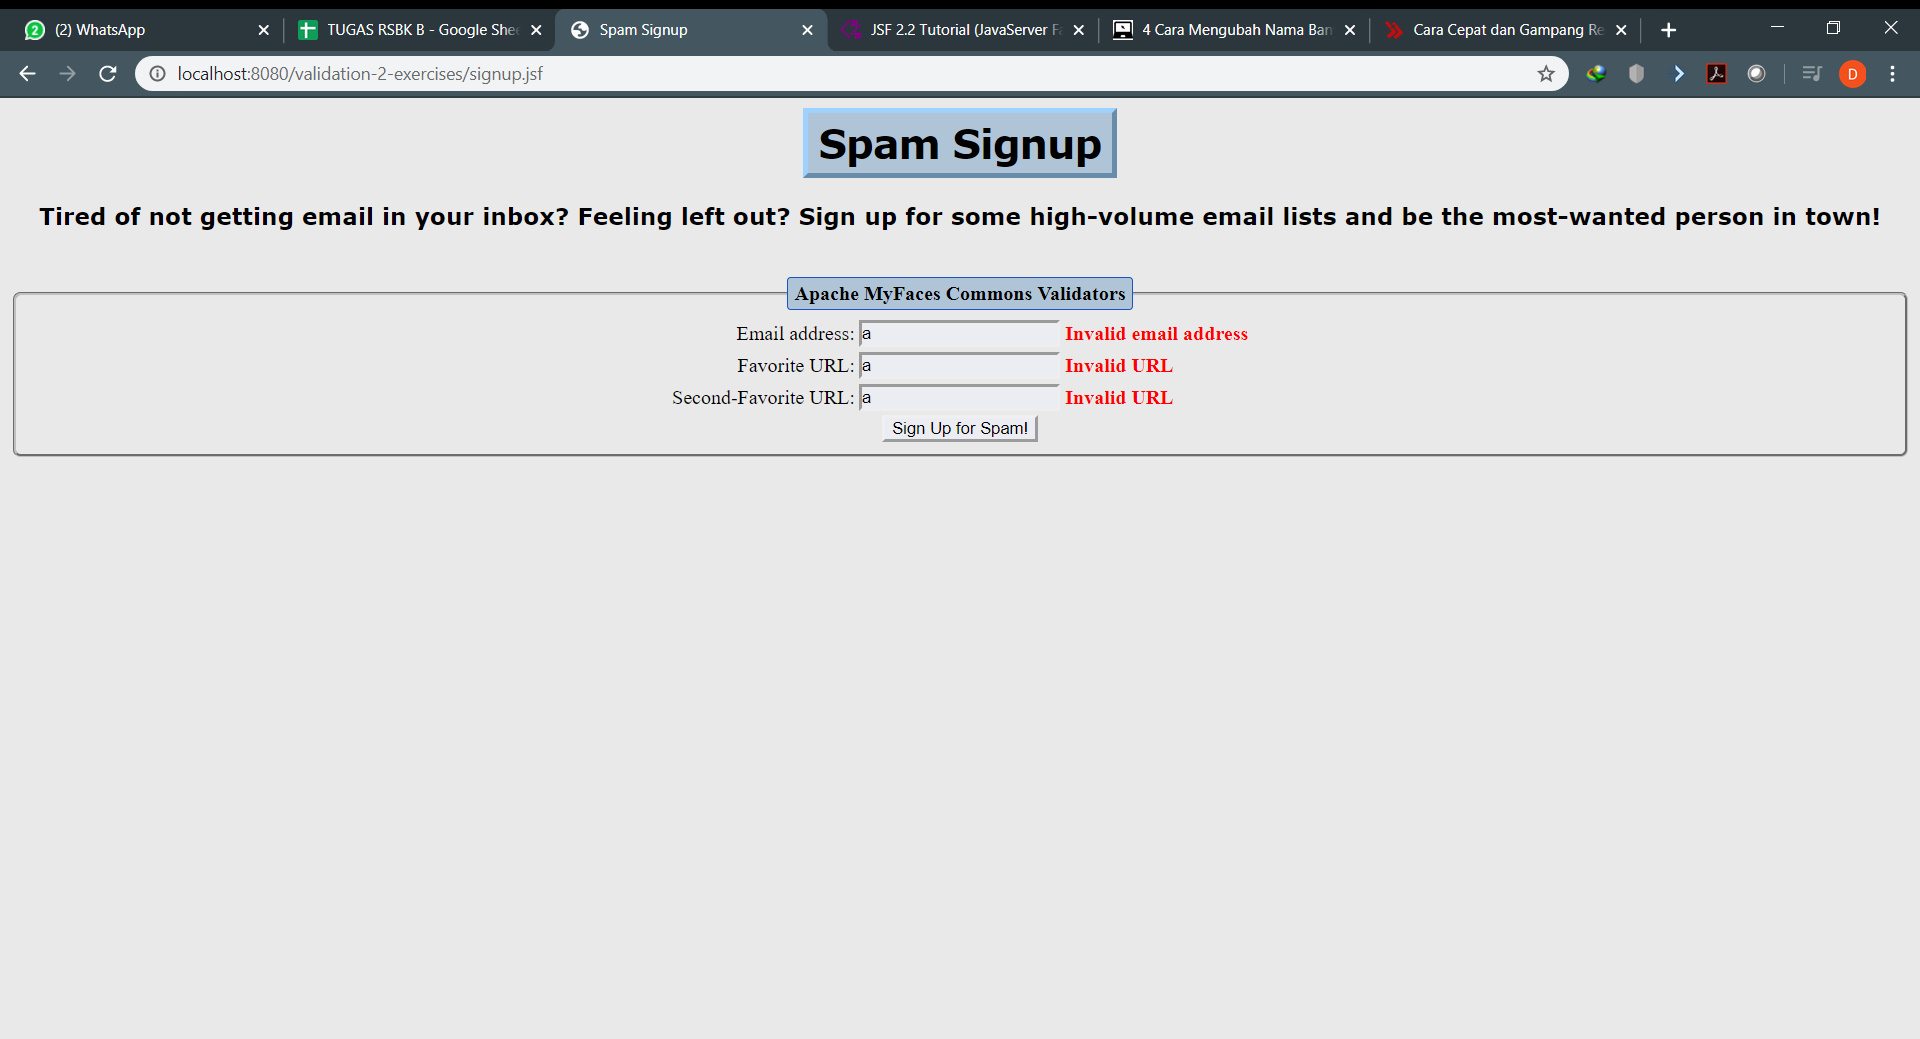 (2) WhatsApp
TUGAS RSBK B - Google She
Spam Signup
JSF 2.2 Tutorial (JavaServer Fa
4 Cara Mengubah Nama Ban
Cara Cepat dan Gampang Re
localhost:8080/validation-2-exercises/signup.jsf
D
Spam Signup
Tired of not getting email in your inbox? Feeling left out? Sign up for some high-volume email lists and be the most-wanted person in town!
Apache MyFaces Commons Validators
Email address: a Invalid email address
Favorite URL: a Invalid URL
Second-Favorite URL: a Invalid URL
Sign Up for Spam!